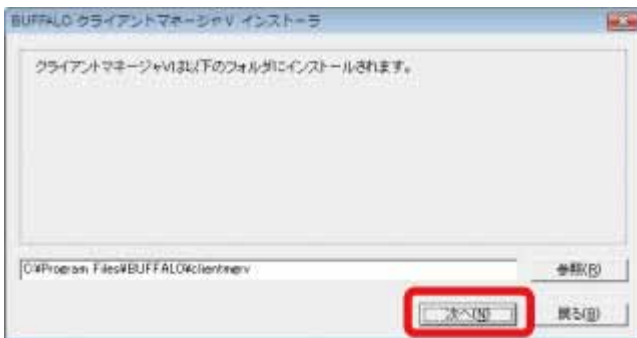 BUFFALO クライアントマネージャV インストーラ
クライアントマネージャVは以下のフォルダにインストールされます。
C:¥Program Files¥BUFFALO¥clientmgrv
参照(R)
次へ(N)
戻る(B)